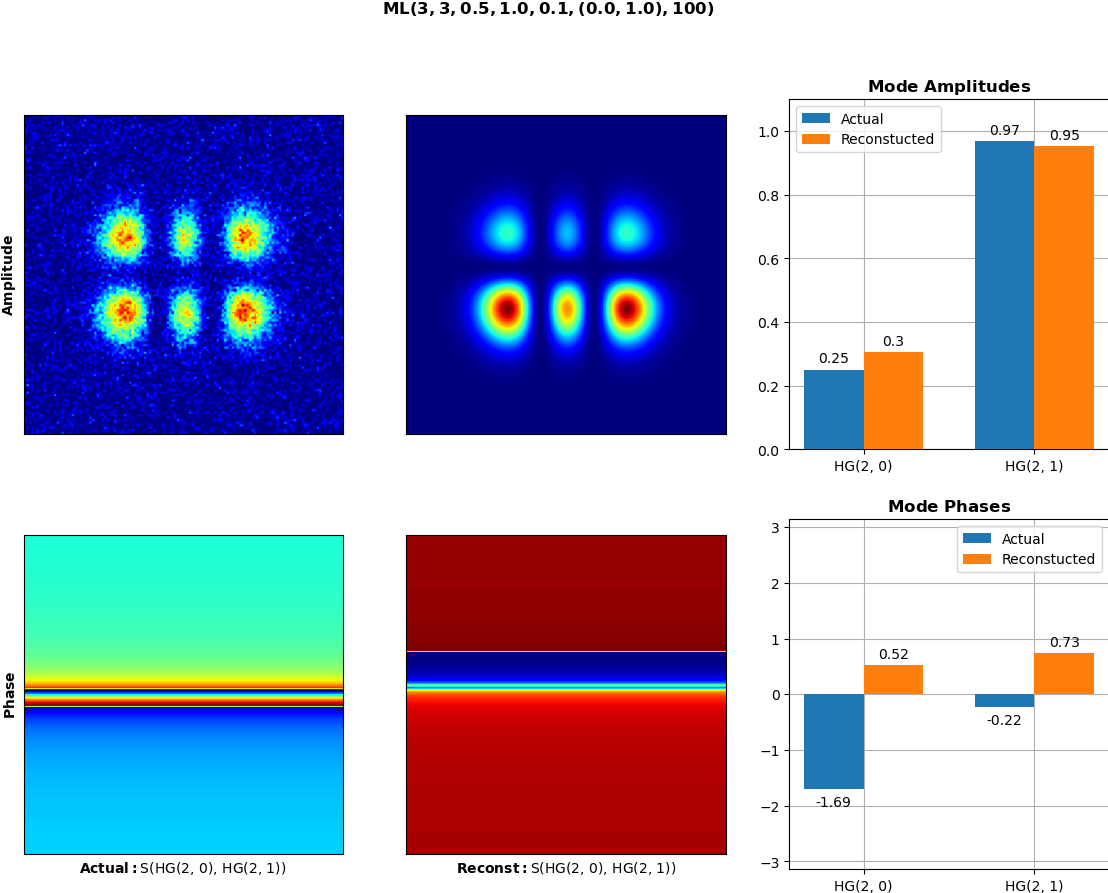 ML(3, 3, 0.5, 1.0, 0.1, (0.0, 1.0), 100)
Amplitude
Mode Amplitudes
Actual
Reconstucted
1.0
0.8
0.6
0.4
0.2
0.0
0.25
0.3
0.97
0.95
HG(2, 0)
HG(2, 1)
Phase
Actual: S(HG(2, 0), HG(2, 1))
Reconst: S(HG(2, 0), HG(2, 1))
Mode Phases
Actual
Reconstucted
3
2
1
0
−1
−2
−3
-1.69
0.52
-0.22
0.73
HG(2, 0)
HG(2, 1)